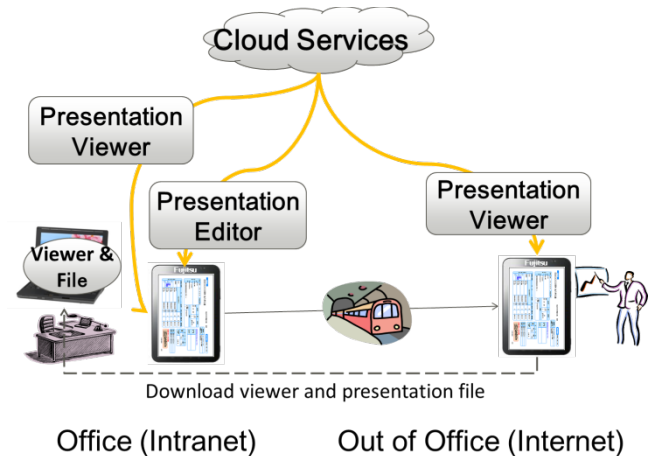 Cloud Services
Presentation
Viewer
Presentation
Editor
Presentation
Viewer
Viewer &
File
FUJITSU
FUJITSU
Download viewer and presentation file
Office (Intranet)
Out of Office (Internet)